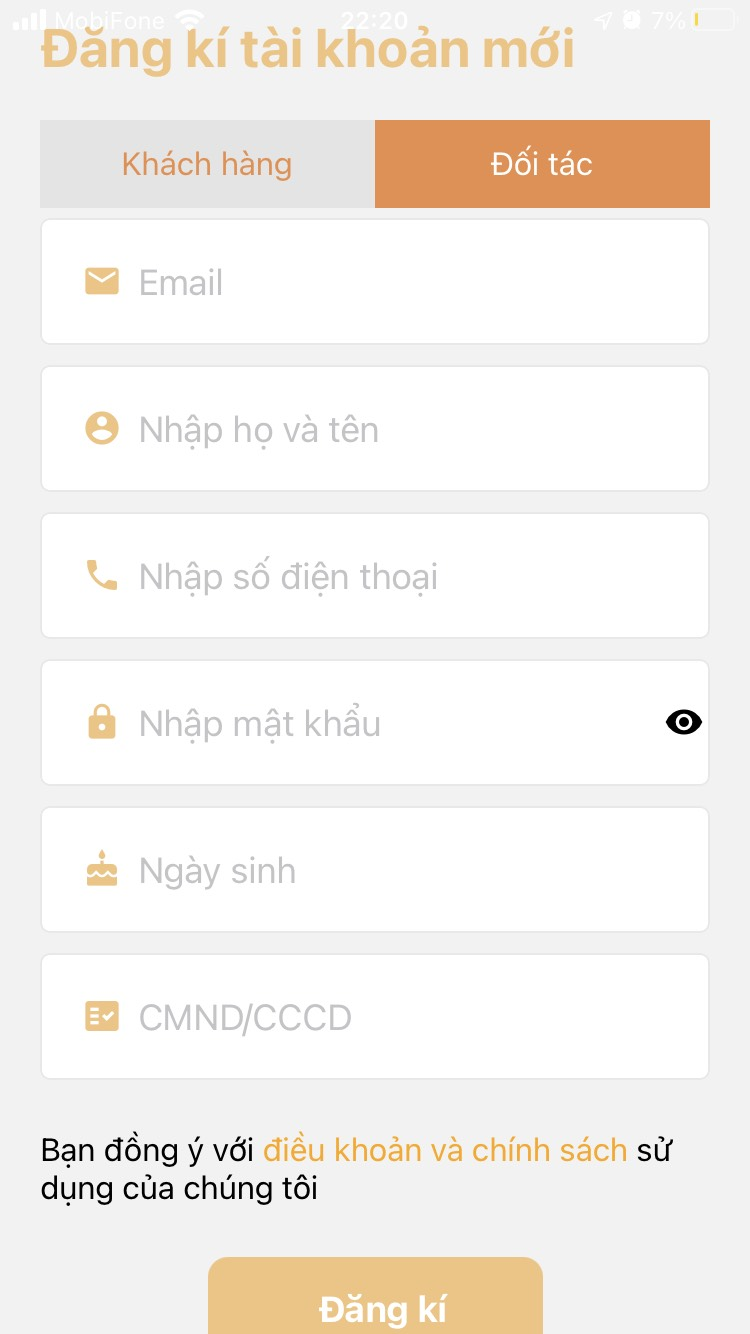 MobiFone 22:20 7%
Đăng kí tài khoản mới
Khách hàng Đối tác
Email
Nhập họ và tên
Nhập số điện thoại
Nhập mật khẩu
Ngày sinh
CMND/CCCD
Bạn đồng ý với điều khoản và chính sách sử
dụng của chúng tôi
Đăng kí